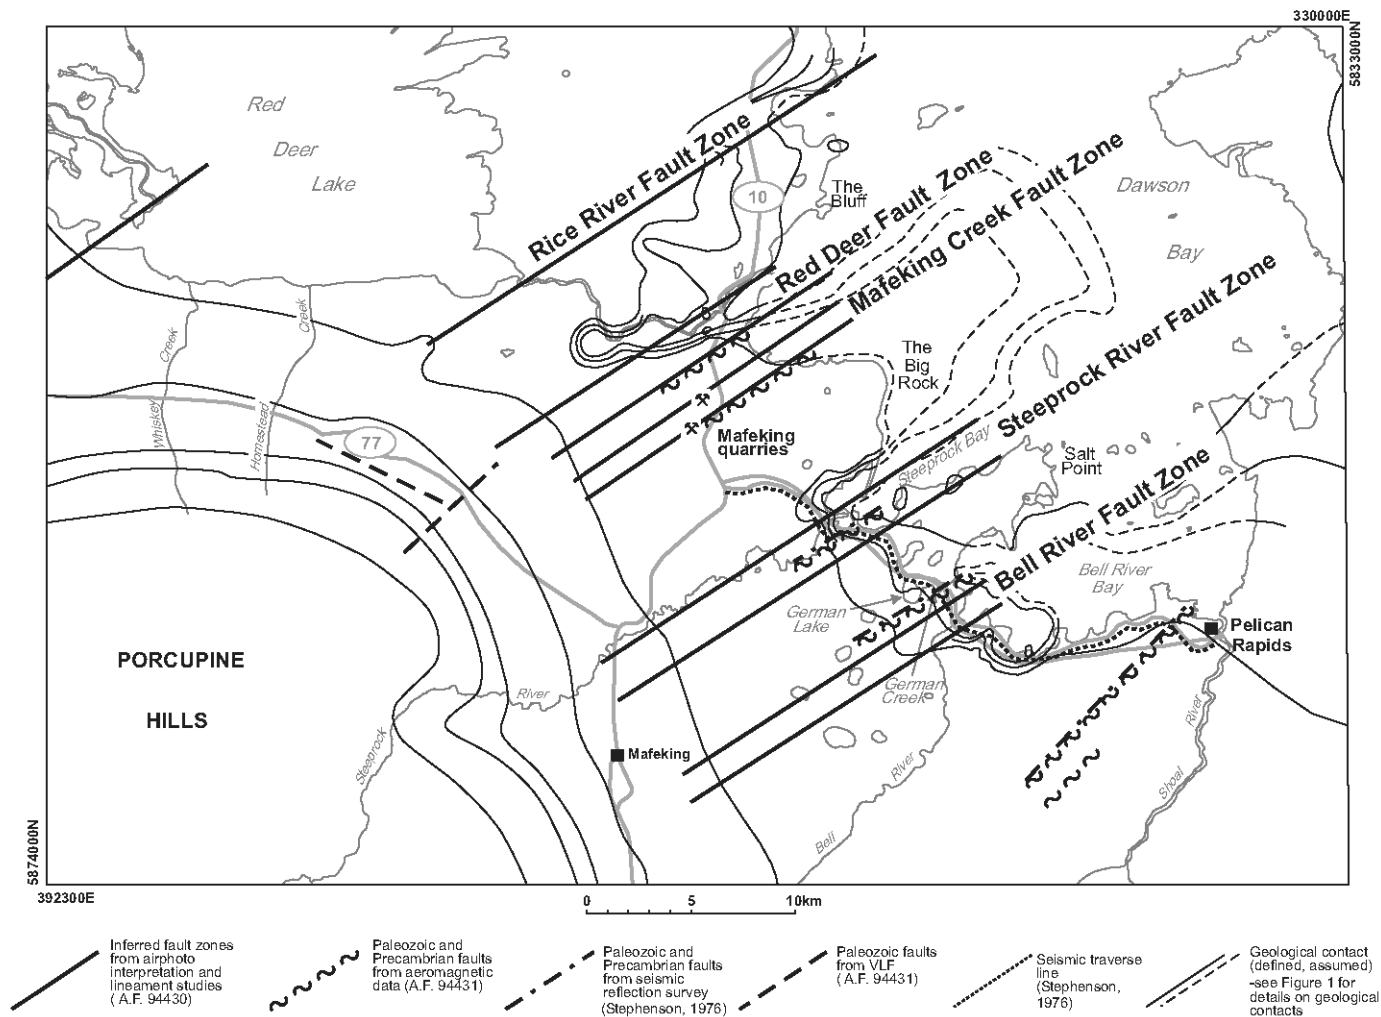 330000E
5833000N
Red
Deer
Lake
Rice River Fault Zone
10
The
Bluff
Red Deer Fault Zone
Mafeking Creek Fault Zone
Dawson
Bay
Steeprock River Fault Zone
Whiskey Creek
Homestead Creek
77
The
Big
Rock
Mafeking
quarries
Steeprock Bay
Salt
Point
Bell River Fault Zone
Bell River
Bay
German
Lake
Pelican
Rapids
German
Creek
PORCUPINE
HILLS
Steeprock River
Mafeking
Bell River
Shoal River
5874000N
392300E
0 5 10km
Inferred fault zones
from airphoto
interpretation and
lineament studies
( A.F. 94430)
Paleozoic and
Precambrian faults
from aeromagnetic
data (A.F. 94431)
Paleozoic and
Precambrian faults
from seismic
reflection survey
(Stephenson, 1976)
Paleozoic faults
from VLF
( A.F. 94431)
Seismic traverse
line
(Stephenson,
1976)
Geological contact
(defined, assumed)
-see Figure 1 for
details on geological
contacts